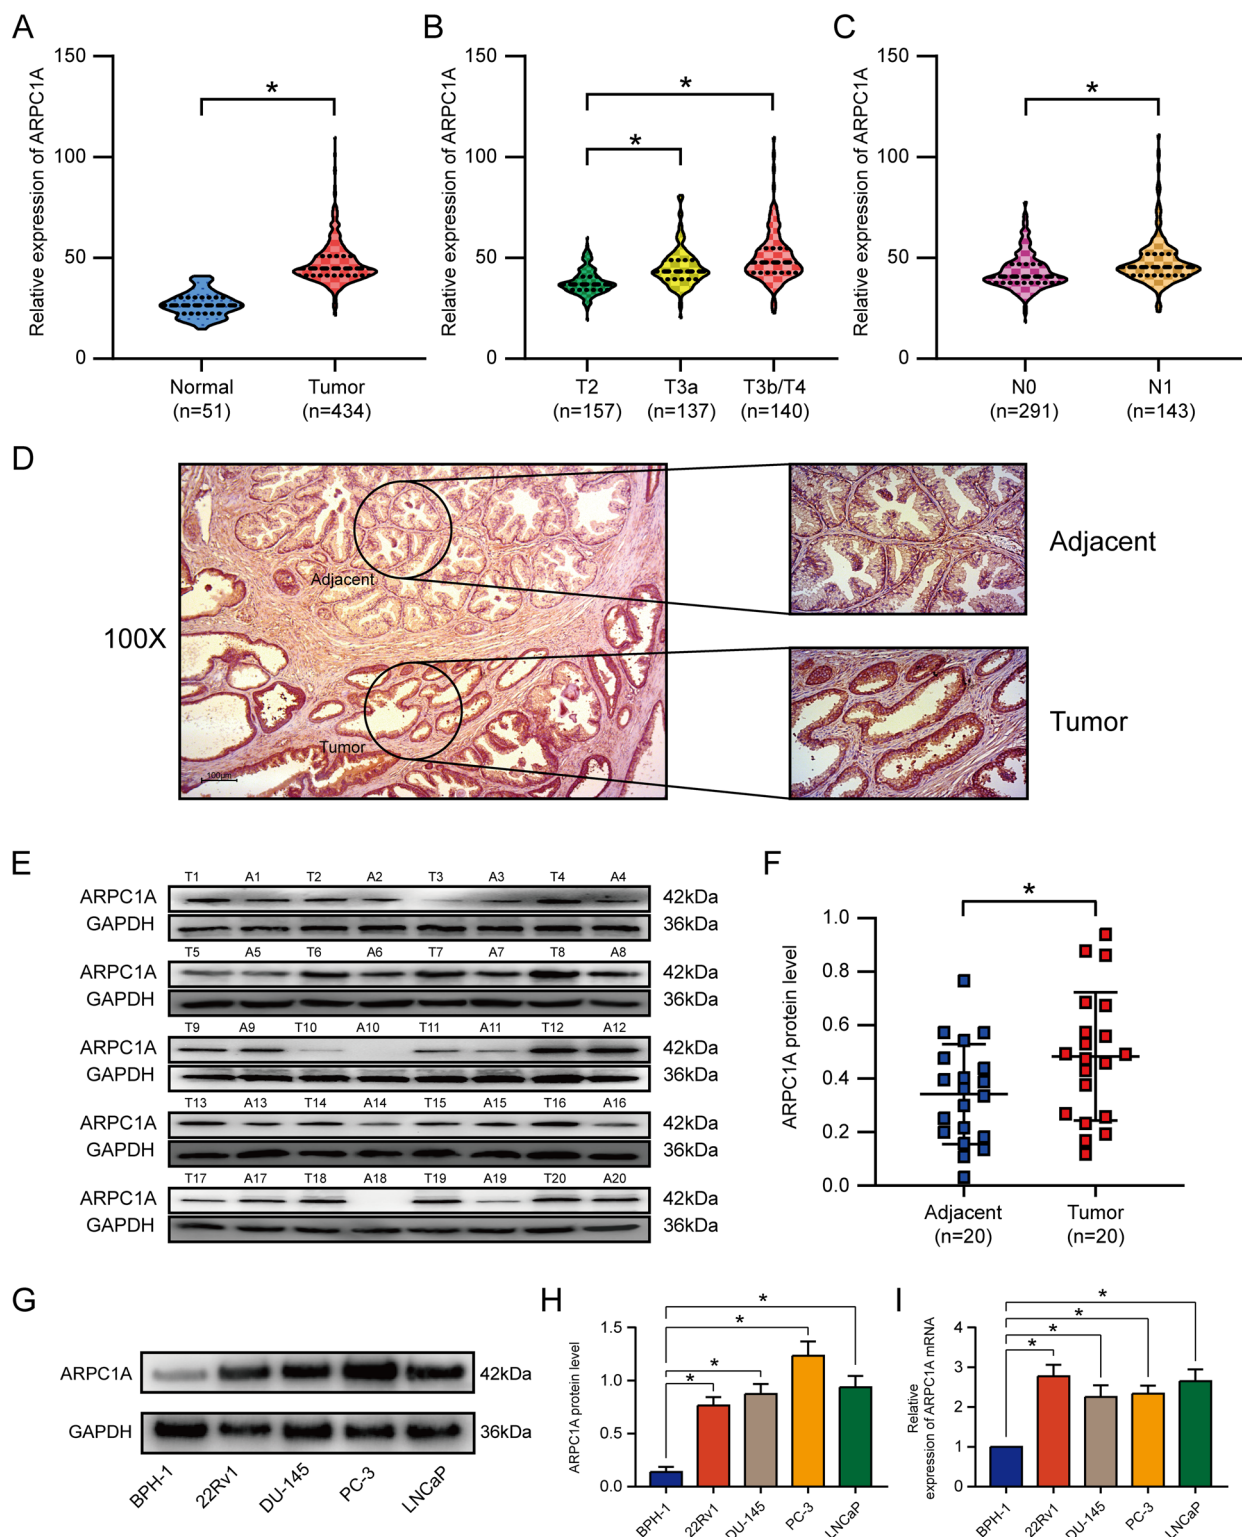 A
B
C
150
100
50
0
Relative expression of ARPC1A
*
Normal
(n=51)
Tumor
(n=434)
150
100
50
0
Relative expression of ARPC1A
*
*
T2
(n=157)
T3a
(n=137)
T3b/T4
(n=140)
150
100
50
0
Relative expression of ARPC1A
*
N0
(n=291)
N1
(n=143)
D
100X
Adjacent
Tumor
100μm
Adjacent
Tumor
E
T1 A1 T2 A2 T3 A3 T4 A4
ARPC1A 42kDa
GAPDH 36kDa
T5 A5 T6 A6 T7 A7 T8 A8
ARPC1A 42kDa
GAPDH 36kDa
T9 A9 T10 A10 T11 A11 T12 A12
ARPC1A 42kDa
GAPDH 36kDa
T13 A13 T14 A14 T15 A15 T16 A16
ARPC1A 42kDa
GAPDH 36kDa
T17 A17 T18 A18 T19 A19 T20 A20
ARPC1A 42kDa
GAPDH 36kDa
F
*
1.0
0.8
0.6
0.4
0.2
0.0
ARPC1A protein level
Adjacent
(n=20)
Tumor
(n=20)
G
ARPC1A 42kDa
GAPDH 36kDa
BPH-1 22Rv1 DU-145 PC-3 LNCaP
H
*
*
*
*
1.5
1.0
0.5
0.0
ARPC1A protein level
BPH-1 22Rv1 DU-145 PC-3 LNCaP
I
*
*
*
*
4
3
2
1
0
Relative
expression of ARPC1A mRNA
BPH-1 22Rv1 DU-145 PC-3 LNCaP